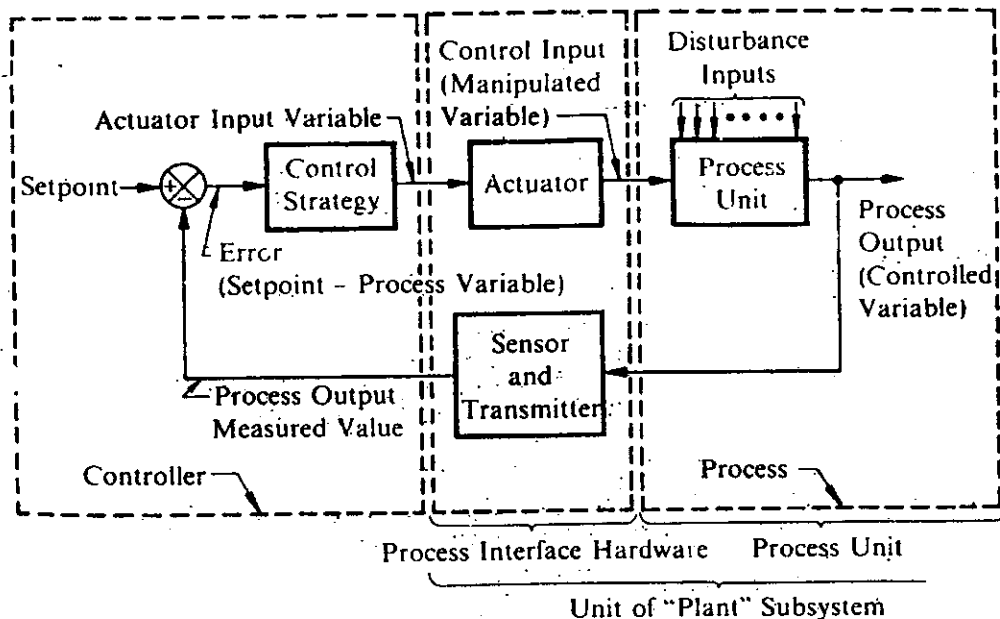 Control Input
(Manipulated
Variable)
Disturbance
Inputs
Actuator Input Variable
Setpoint
+
−
Control
Strategy
Actuator
Process
Unit
Error
(Setpoint - Process Variable)
Process
Output
(Controlled
Variable)
Sensor
and
Transmitter
Process Output
Measured Value
Controller
Process
Process Interface Hardware
Process Unit
Unit of "Plant" Subsystem